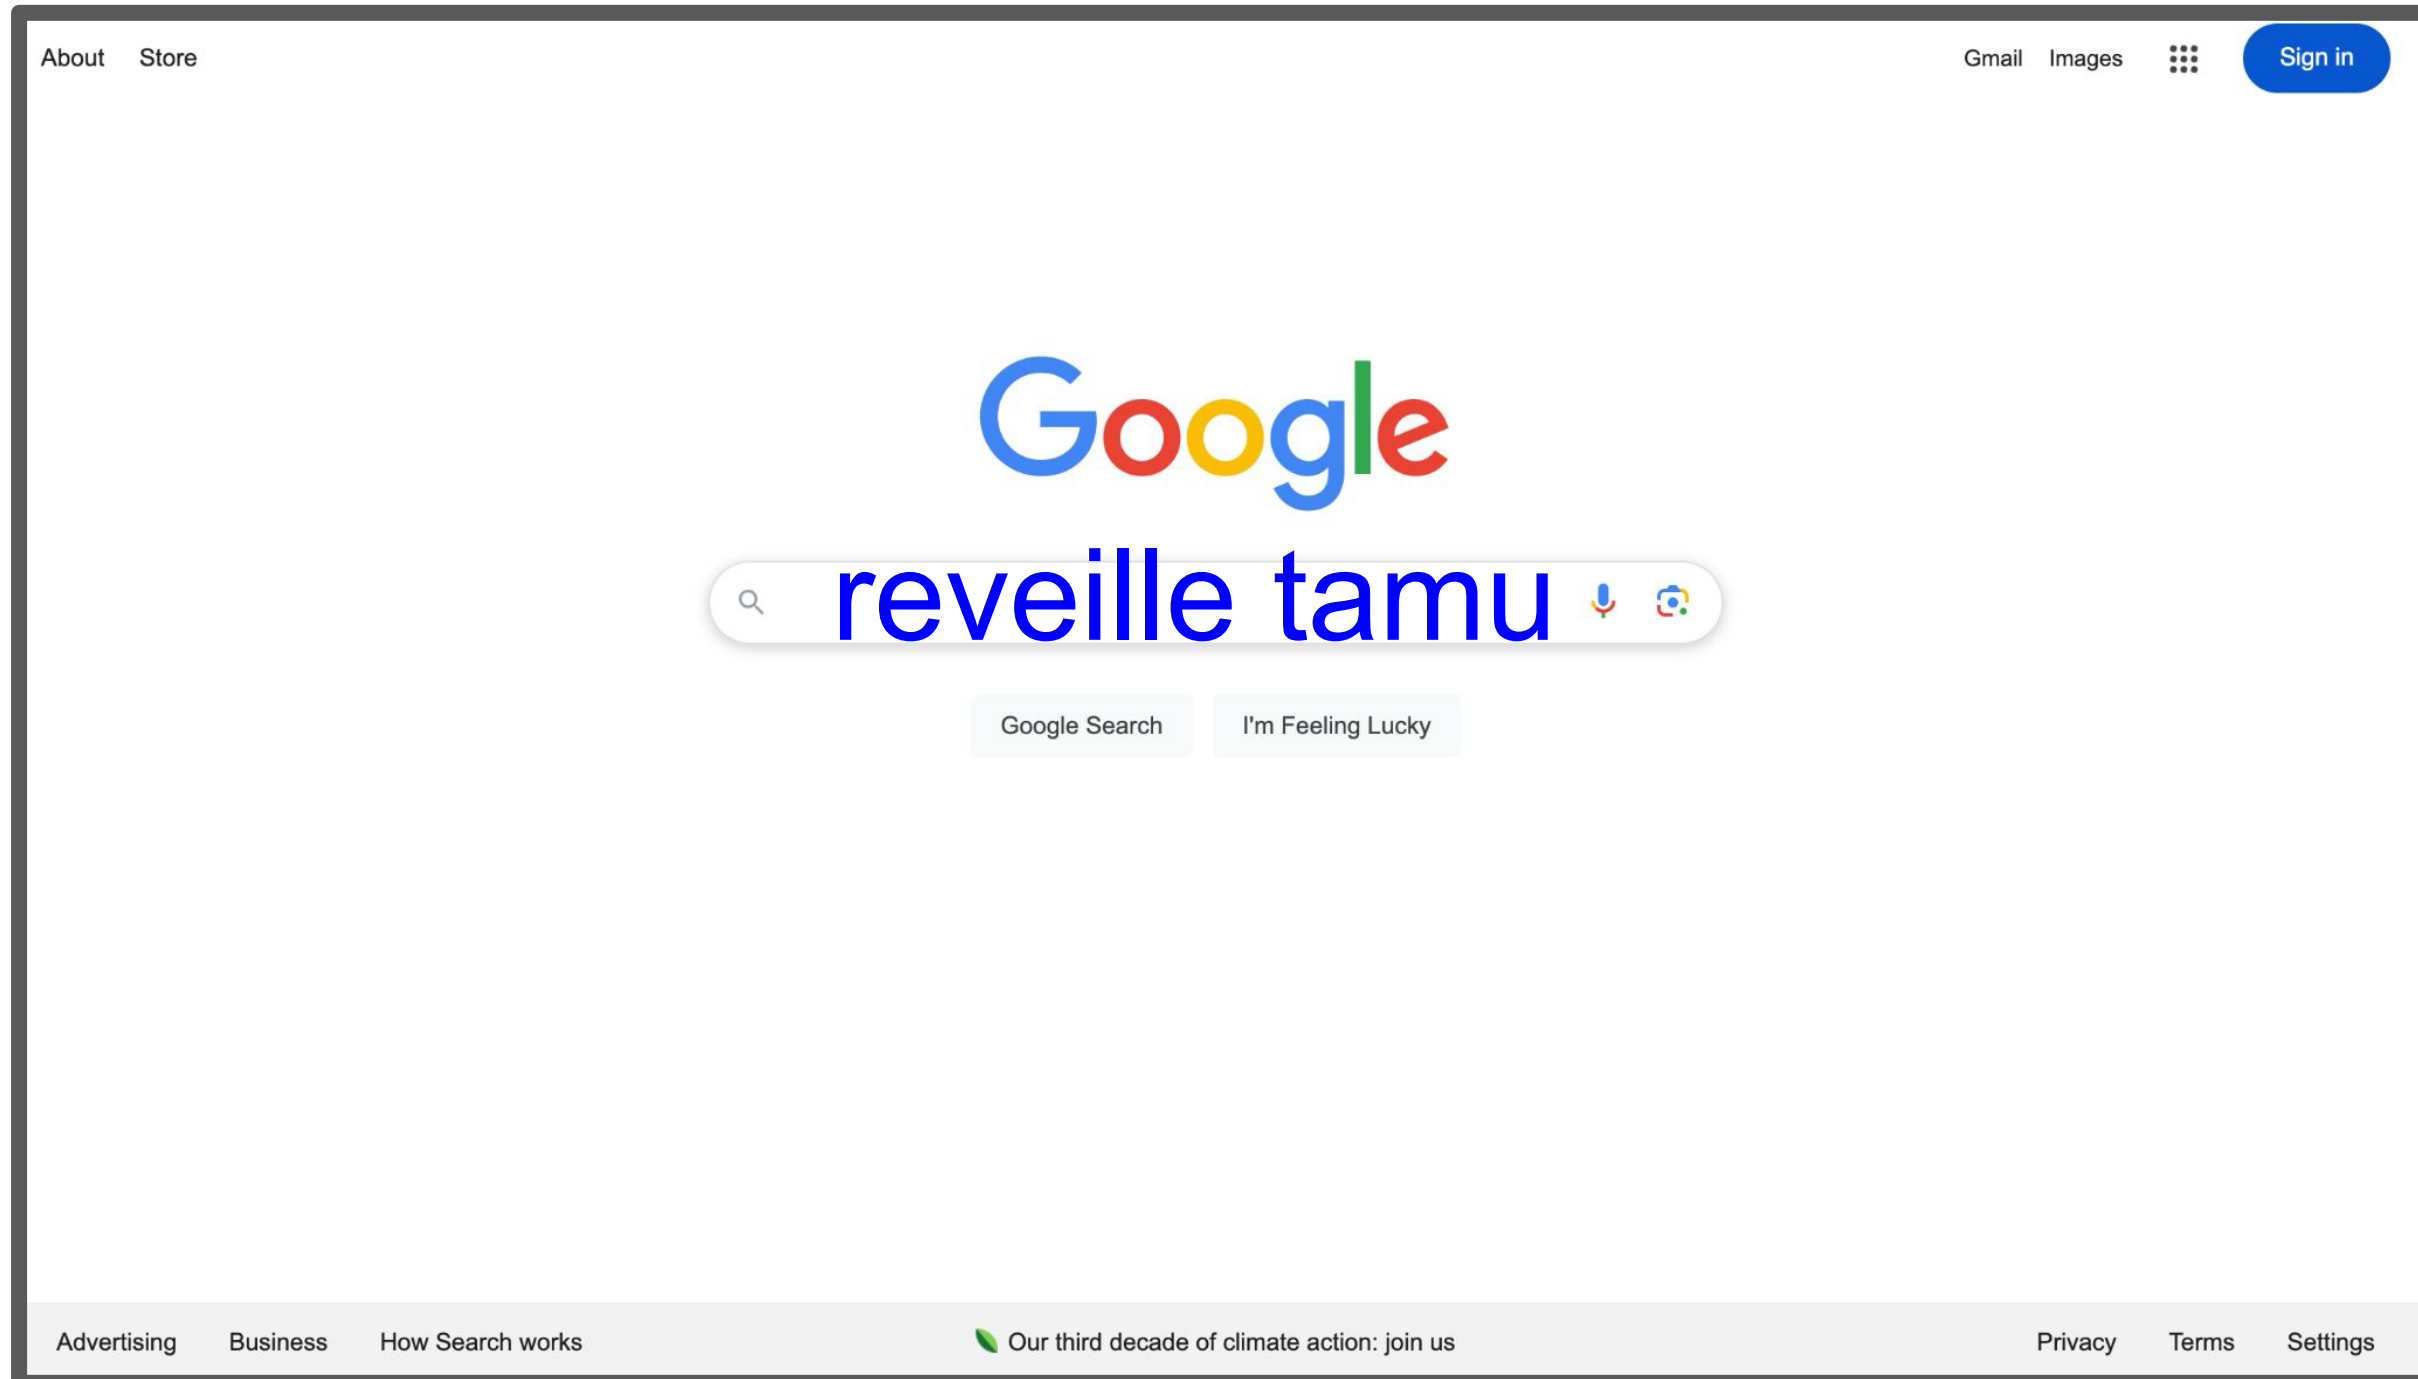 About Store Gmail Images Sign in
Google
reveille tamu
Google Search I'm Feeling Lucky
Advertising Business How Search works Our third decade of climate action: join us Privacy Terms Settings